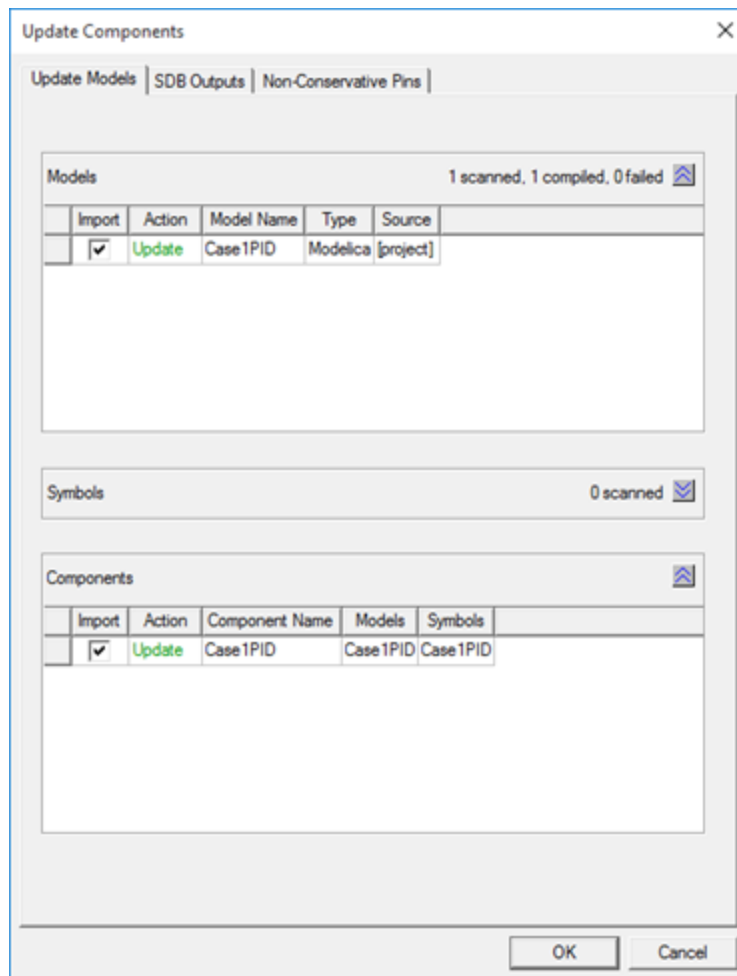 Update Components
Update Models SDB Outputs Non-Conservative Pins
Models 1 scanned, 1 compiled, 0 failed
Import Action Model Name Type Source
Update Case1PID Modelica [project]
Symbols 0 scanned
Components
Import Action Component Name Models Symbols
Update Case1PID Case1PID Case1PID
OK Cancel